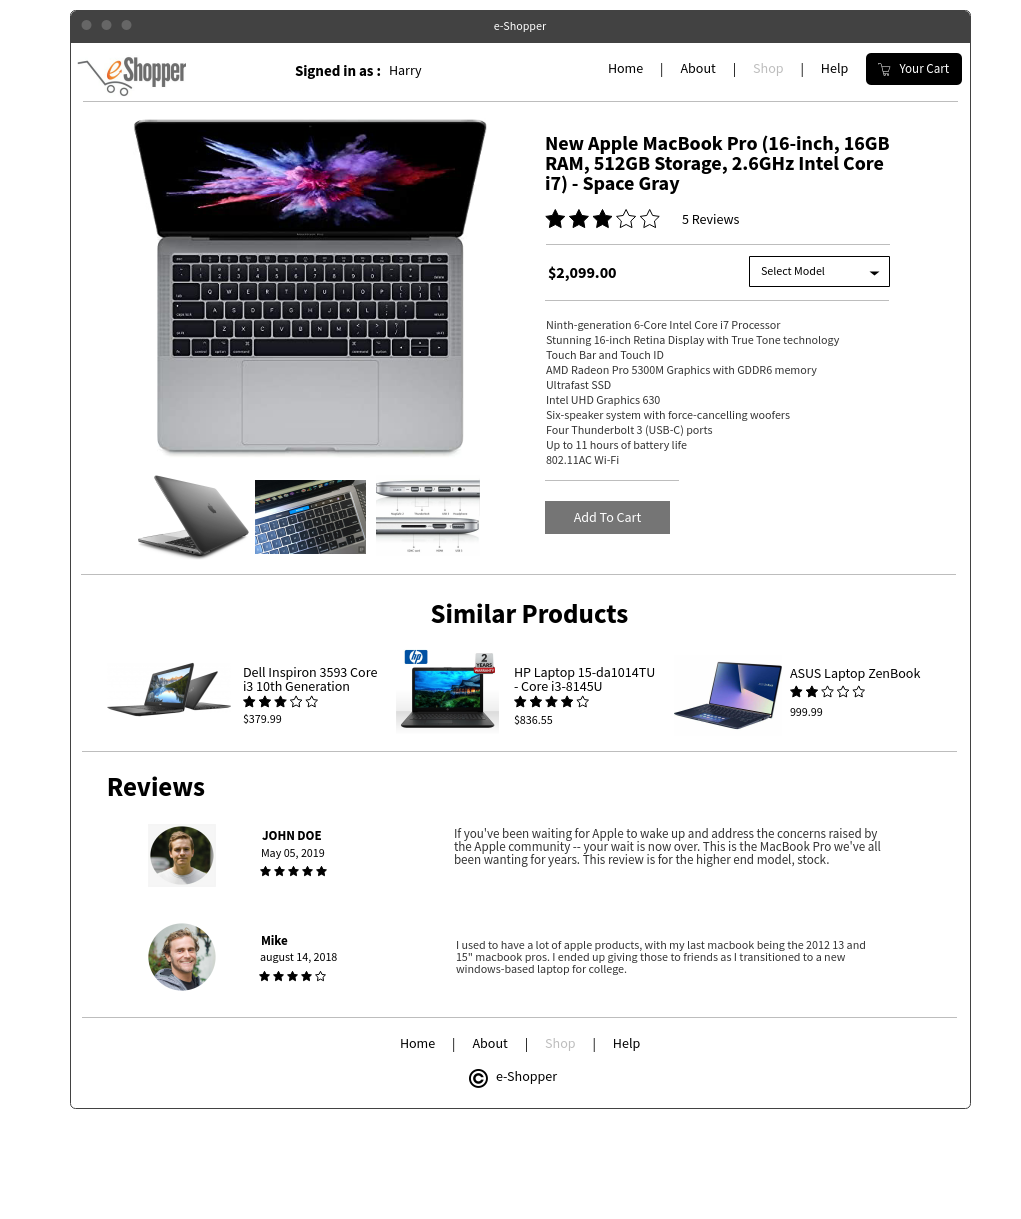 e-Shopper
eShopper
Signed in as : Harry
Home | About | Shop | Help
Your Cart
New Apple MacBook Pro (16-inch, 16GB
RAM, 512GB Storage, 2.6GHz Intel Core
i7) - Space Gray
5 Reviews
$2,099.00
Select Model
Ninth-generation 6-Core Intel Core i7 Processor
Stunning 16-inch Retina Display with True Tone technology
Touch Bar and Touch ID
AMD Radeon Pro 5300M Graphics with GDDR6 memory
Ultrafast SSD
Intel UHD Graphics 630
Six-speaker system with force-cancelling woofers
Four Thunderbolt 3 (USB-C) ports
Up to 11 hours of battery life
802.11AC Wi-Fi
Add To Cart
Similar Products
Dell Inspiron 3593 Core
i3 10th Generation
$379.99
hp
2
YEARS
WARRANTY
HP Laptop 15-da1014TU
- Core i3-8145U
$836.55
ASUS Laptop ZenBook
999.99
Reviews
JOHN DOE
May 05, 2019
If you've been waiting for Apple to wake up and address the concerns raised by
the Apple community -- your wait is now over. This is the MacBook Pro we've all
been wanting for years. This review is for the higher end model, stock.
Mike
august 14, 2018
I used to have a lot of apple products, with my last macbook being the 2012 13 and
15" macbook pros. I ended up giving those to friends as I transitioned to a new
windows-based laptop for college.
Home | About | Shop | Help
© e-Shopper